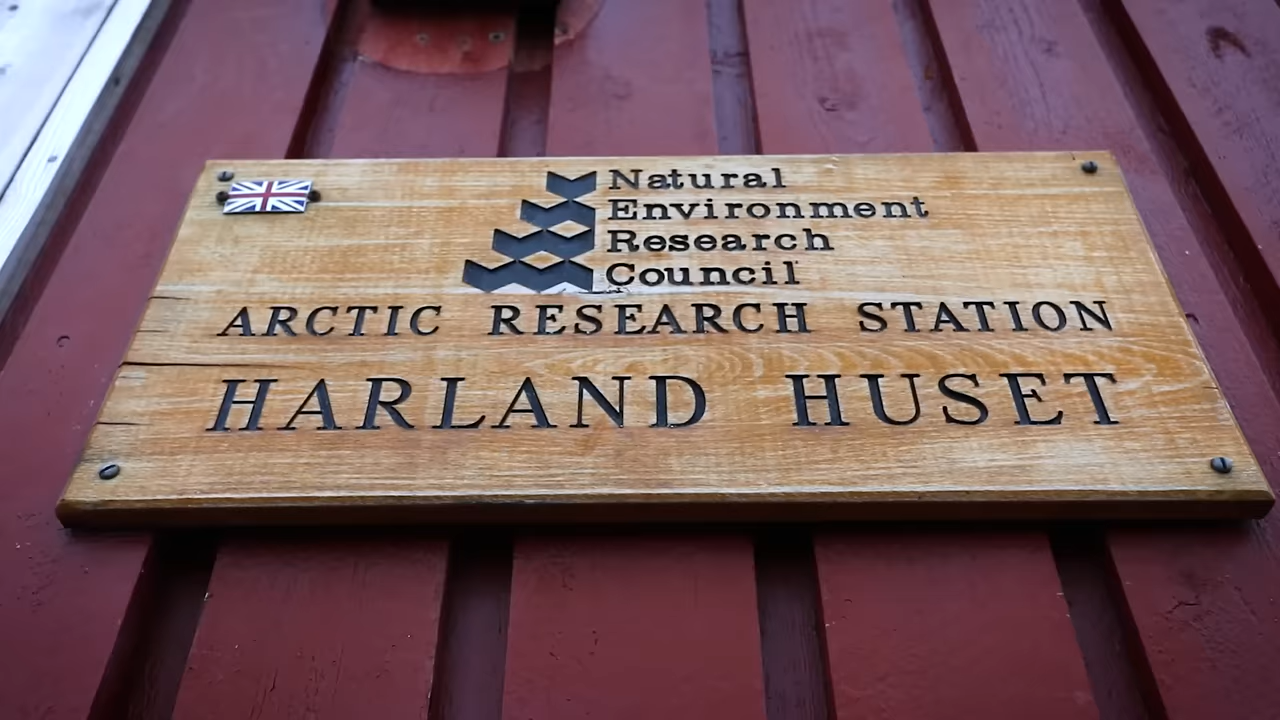 Natural
Environment
Research
Council
ARCTIC RESEARCH STATION
HARLAND HUSET